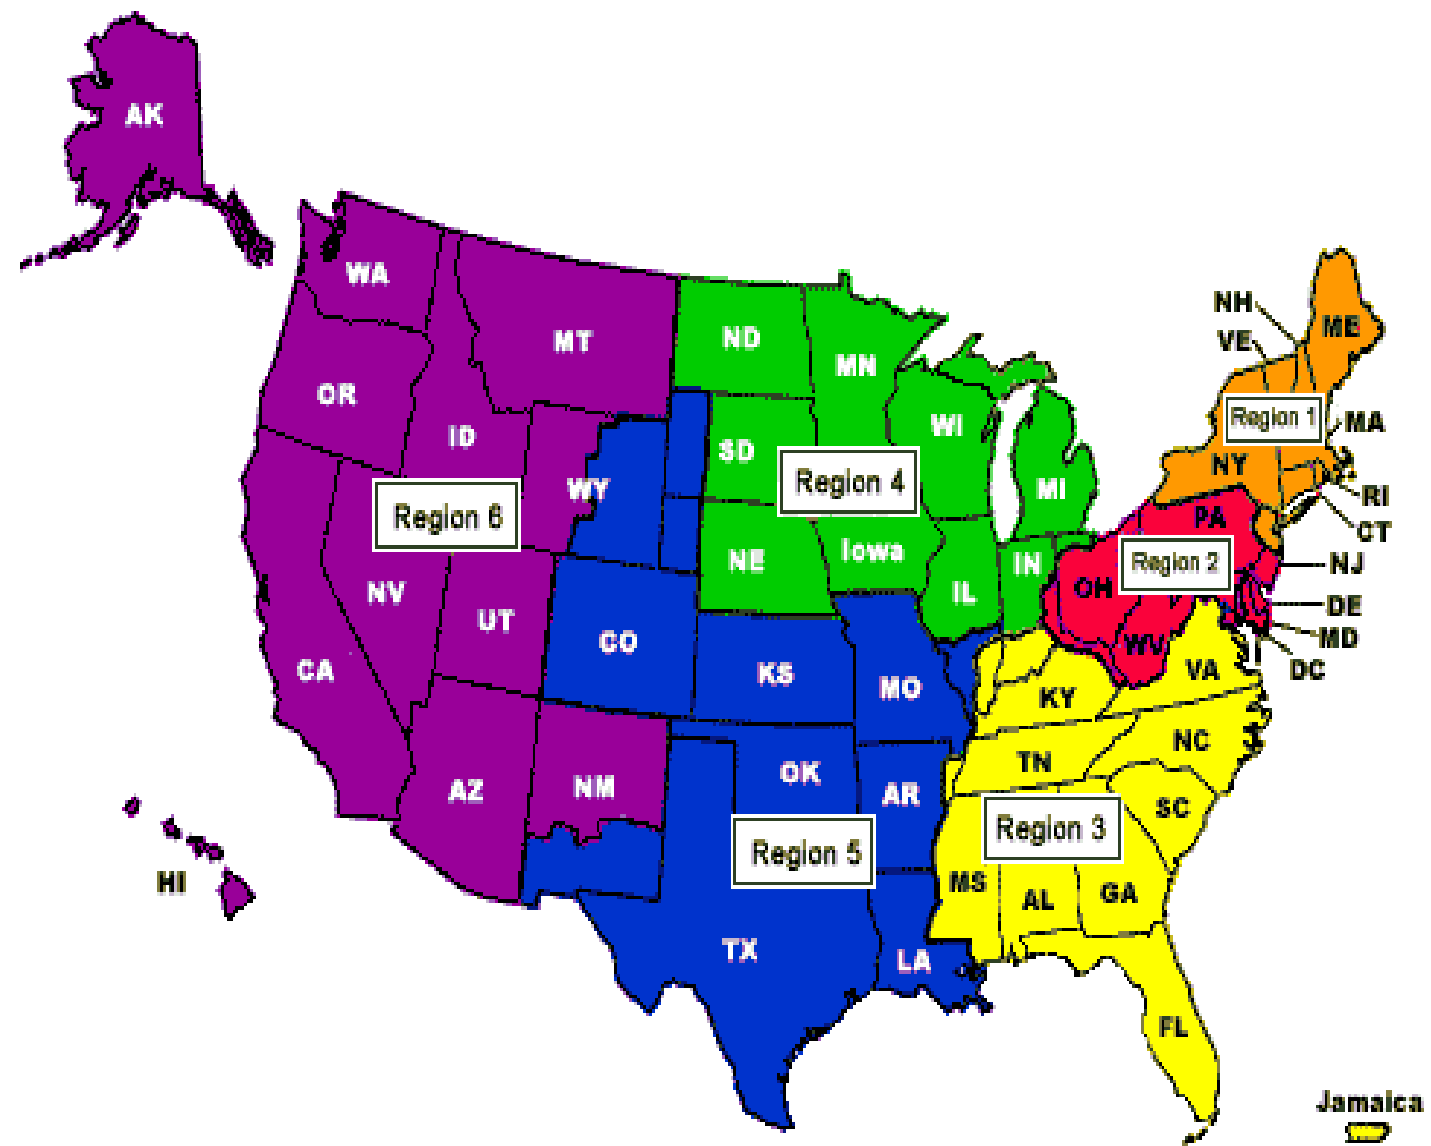 AK
WA
MT
ND
MN
NH
VE
ME
OR
ID
SD
WI
MI
Region 1
MA
NY
WY
Region 4
RI
Region 6
PA
CT
NE
Iowa
IN
Region 2
NJ
NV
UT
IL
OH
DE
CO
WV
MD
CA
KS
MO
KY
VA
DC
AZ
NM
OK
AR
TN
NC
SC
Region 5
Region 3
HI
MS
AL
GA
TX
LA
FL
Jamaica